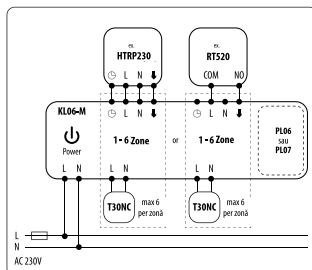 ex.
HTRP230
L N
ex.
RT520
COM NO
KL06-M
Power
L N
L N
1 - 6 Zone
or
L N
1 - 6 Zone
PL06
sau
PL07
L N
L N
T30NC
max 6
per zonă
T30NC
max 6
per zonă
L
N
AC 230V